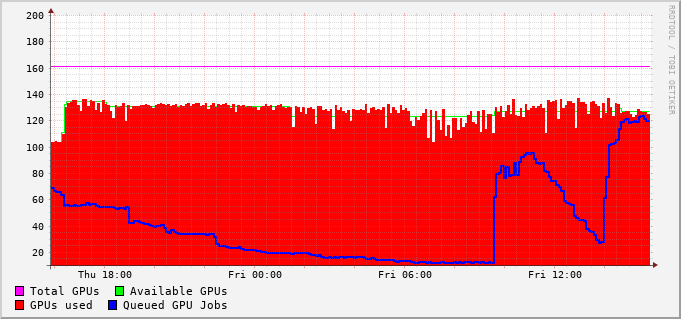 200
180
160
140
120
100
80
60
40
20
Thu 18:00 Fri 00:00 Fri 06:00 Fri 12:00
Total GPUs Available GPUs
GPUs used Queued GPU Jobs
RRDTOOL / TOBI OETIKER